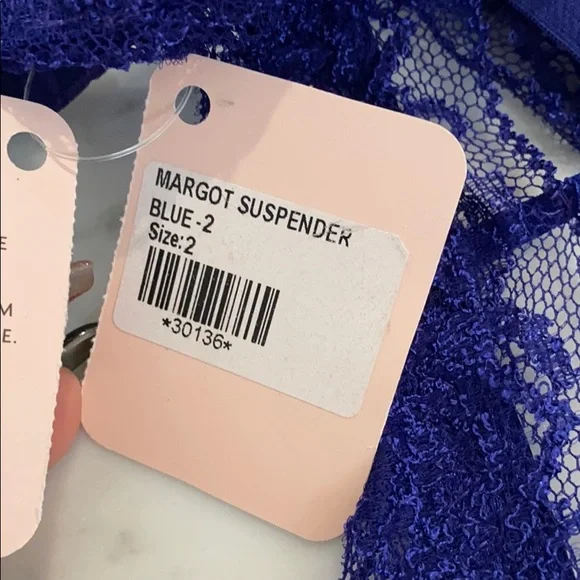 MARGOT SUSPENDER
BLUE-2
Size:2
*30136*
E
M
E.